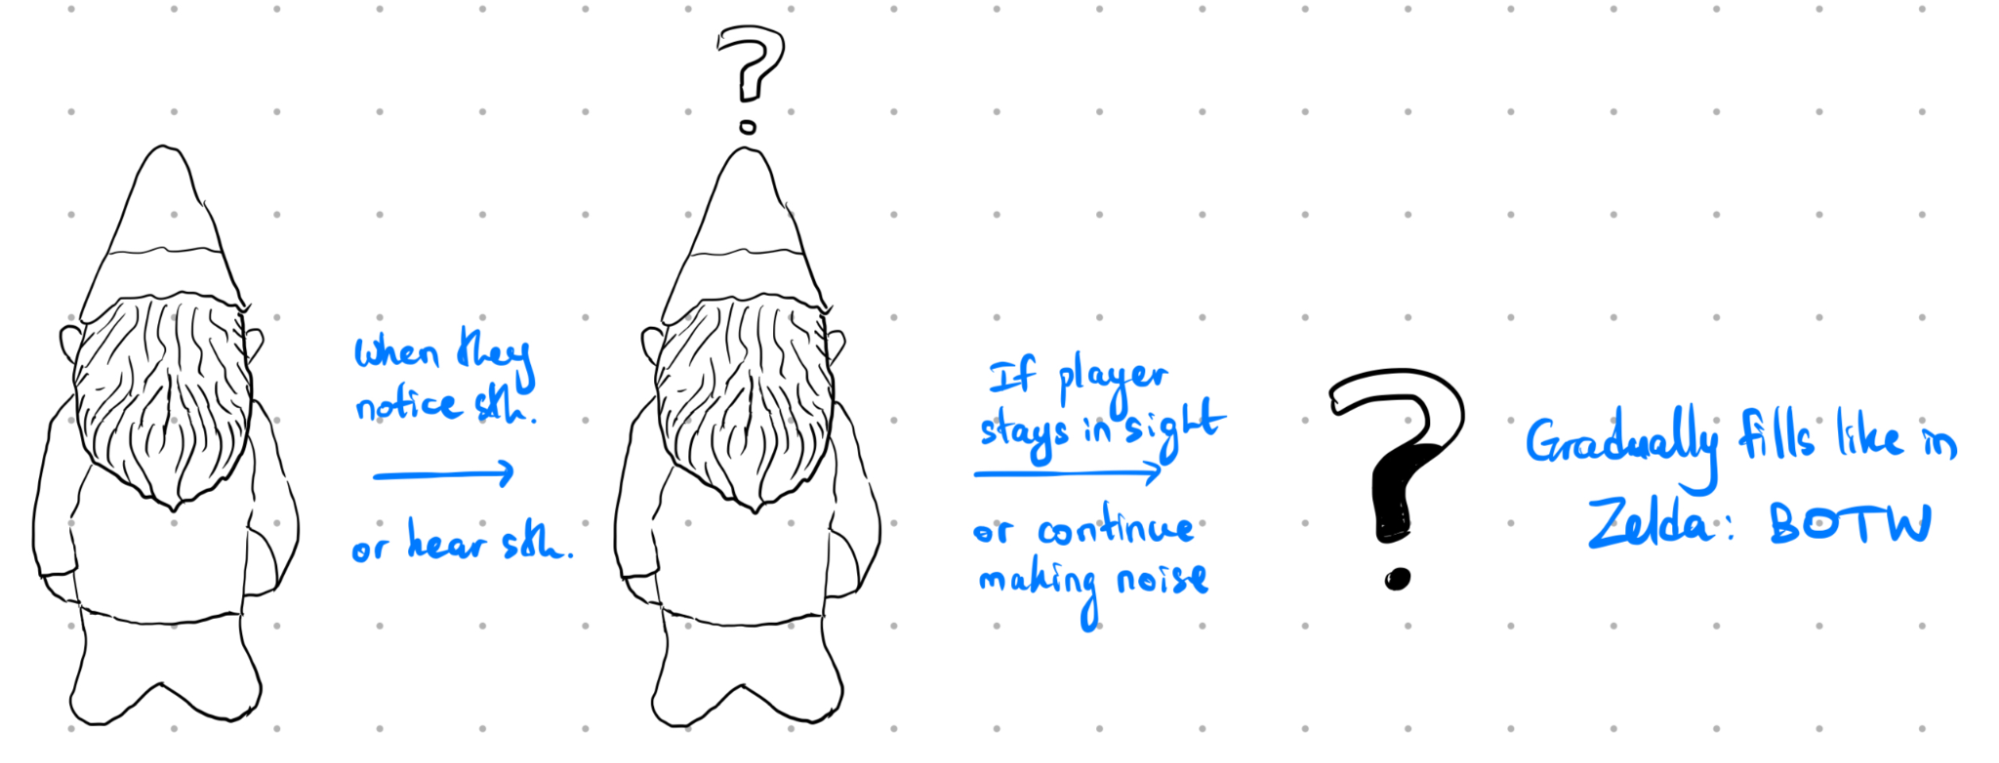 ?
When they
notice sth.
or hear sth.
If player
stays in sight
or continue
making noise
?
Gradually fills like in
Zelda: BOTW